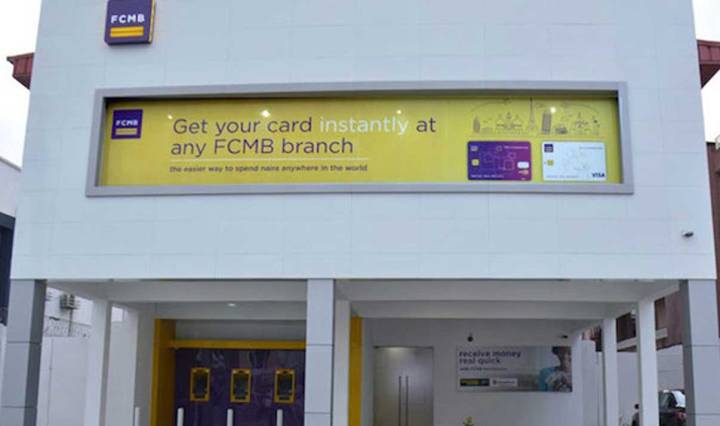 FCMB
FCMB
Get your card instantly at
any FCMB branch
the easier way to spend naira anywhere in the world
VISA
receive money
real quick